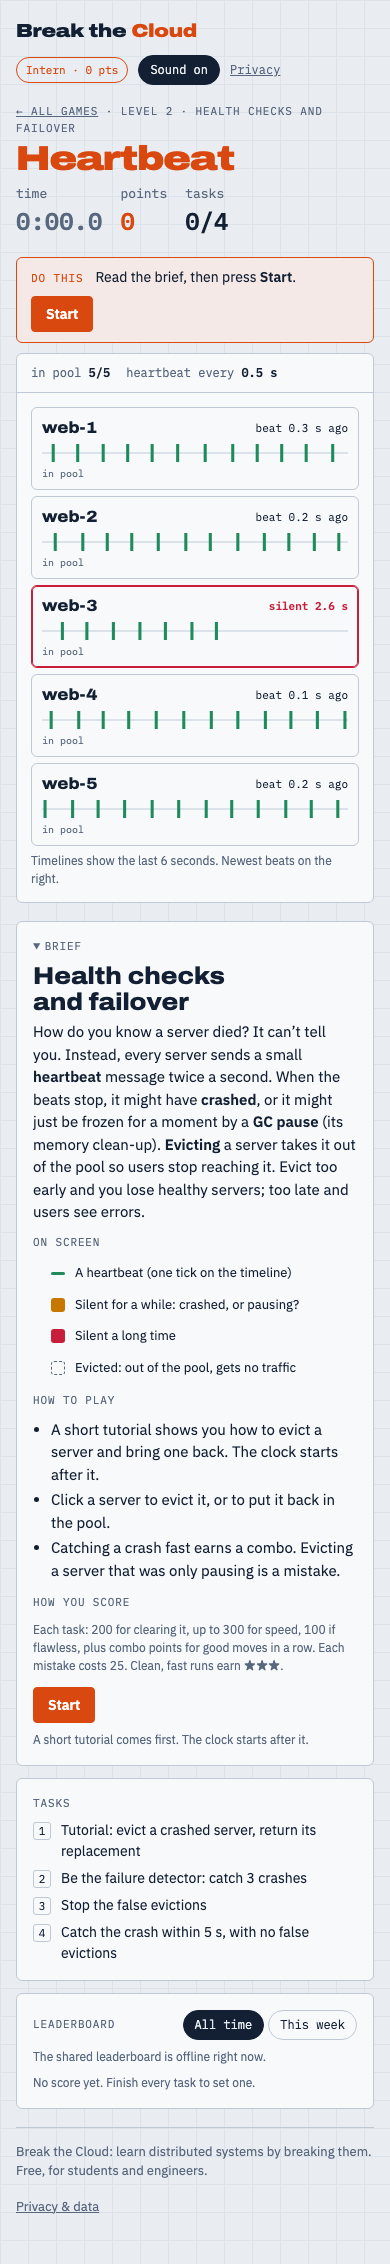 Break the Cloud
Intern · 0 pts Sound on Privacy
← ALL GAMES · LEVEL 2 · HEALTH CHECKS AND
FAILOVER
Heartbeat
time points tasks
0:00.0 0 0/4
DO THIS Read the brief, then press Start.
Start
in pool 5/5 heartbeat every 0.5 s
web-1 beat 0.3 s ago
in pool
web-2 beat 0.2 s ago
in pool
web-3 silent 2.6 s
in pool
web-4 beat 0.1 s ago
in pool
web-5 beat 0.2 s ago
in pool
Timelines show the last 6 seconds. Newest beats on the
right.
▼ BRIEF
Health checks
and failover
How do you know a server died? It can’t tell
you. Instead, every server sends a small
heartbeat message twice a second. When the
beats stop, it might have crashed, or it might
just be frozen for a moment by a GC pause (its
memory clean-up). Evicting a server takes it out
of the pool so users stop reaching it. Evict too
early and you lose healthy servers; too late and
users see errors.
ON SCREEN
A heartbeat (one tick on the timeline)
Silent for a while: crashed, or pausing?
Silent a long time
Evicted: out of the pool, gets no traffic
HOW TO PLAY
• A short tutorial shows you how to evict a
server and bring one back. The clock starts
after it.
• Click a server to evict it, or to put it back in
the pool.
• Catching a crash fast earns a combo. Evicting
a server that was only pausing is a mistake.
HOW YOU SCORE
Each task: 200 for clearing it, up to 300 for speed, 100 if
flawless, plus combo points for good moves in a row. Each
mistake costs 25. Clean, fast runs earn ★★★.
Start
A short tutorial comes first. The clock starts after it.
TASKS
1 Tutorial: evict a crashed server, return its
replacement
2 Be the failure detector: catch 3 crashes
3 Stop the false evictions
4 Catch the crash within 5 s, with no false
evictions
LEADERBOARD All time This week
The shared leaderboard is offline right now.
No score yet. Finish every task to set one.
Break the Cloud: learn distributed systems by breaking them.
Free, for students and engineers.
Privacy & data